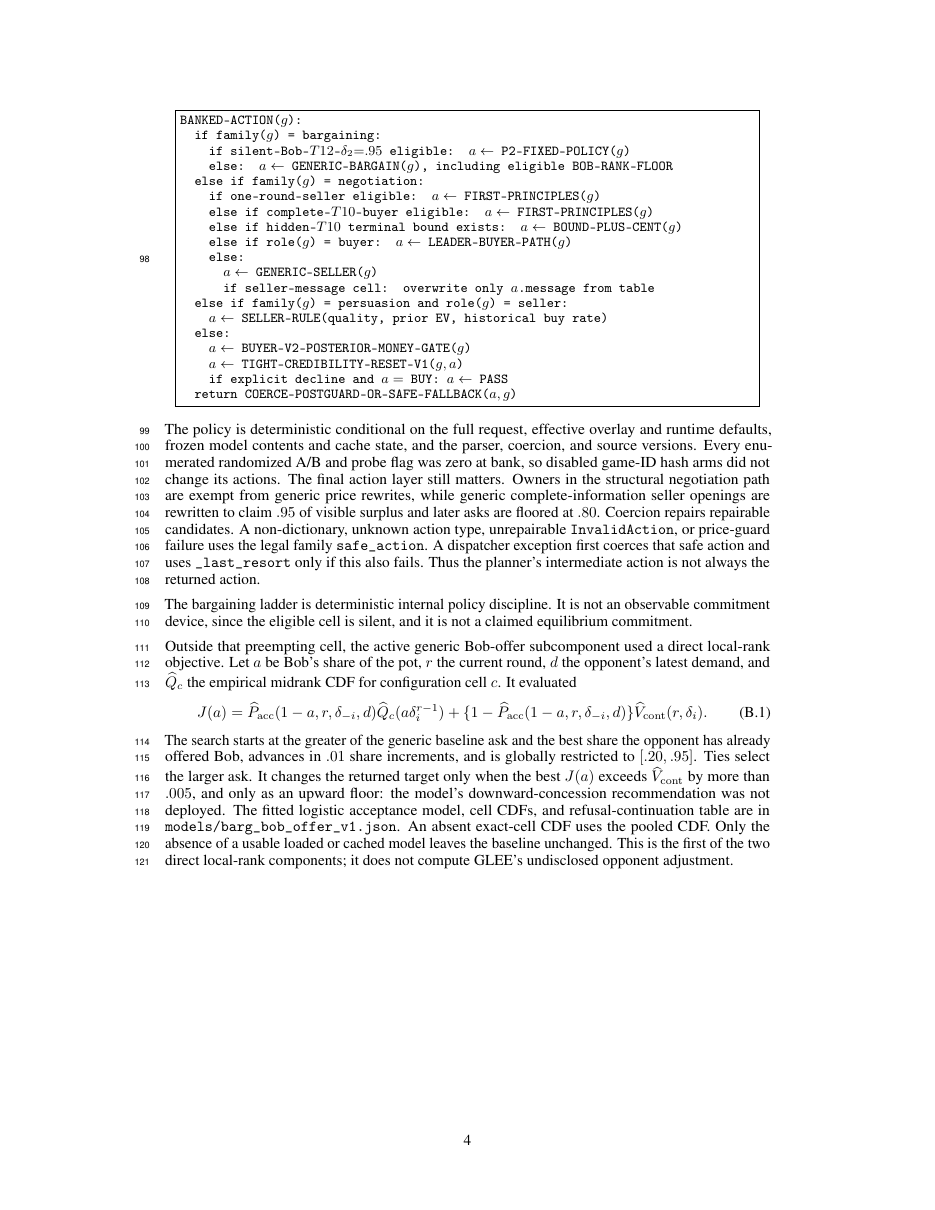 BANKED-ACTION(g):
if family(g) = bargaining:
if silent-Bob-T12-δ₂=.95 eligible: a ← P2-FIXED-POLICY(g)
else: a ← GENERIC-BARGAIN(g), including eligible BOB-RANK-FLOOR
else if family(g) = negotiation:
if one-round-seller eligible: a ← FIRST-PRINCIPLES(g)
else if complete-T10-buyer eligible: a ← FIRST-PRINCIPLES(g)
else if hidden-T10 terminal bound exists: a ← BOUND-PLUS-CENT(g)
else if role(g) = buyer: a ← LEADER-BUYER-PATH(g)
98 else:
a ← GENERIC-SELLER(g)
if seller-message cell: overwrite only a.message from table
else if family(g) = persuasion and role(g) = seller:
a ← SELLER-RULE(quality, prior EV, historical buy rate)
else:
a ← BUYER-V2-POSTERIOR-MONEY-GATE(g)
a ← TIGHT-CREDIBILITY-RESET-V1(g, a)
if explicit decline and a = BUY: a ← PASS
return COERCE-POSTGUARD-OR-SAFE-FALLBACK(a, g)
99 The policy is deterministic conditional on the full request, effective overlay and runtime defaults,
100 frozen model contents and cache state, and the parser, coercion, and source versions. Every enu-
101 merated randomized A/B and probe flag was zero at bank, so disabled game-ID hash arms did not
102 change its actions. The final action layer still matters. Owners in the structural negotiation path
103 are exempt from generic price rewrites, while generic complete-information seller openings are
104 rewritten to claim .95 of visible surplus and later asks are floored at .80. Coercion repairs repairable
105 candidates. A non-dictionary, unknown action type, unrepairable InvalidAction, or price-guard
106 failure uses the legal family safe_action. A dispatcher exception first coerces that safe action and
107 uses _last_resort only if this also fails. Thus the planner's intermediate action is not always the
108 returned action.
109 The bargaining ladder is deterministic internal policy discipline. It is not an observable commitment
110 device, since the eligible cell is silent, and it is not a claimed equilibrium commitment.
111 Outside that preempting cell, the active generic Bob-offer subcomponent used a direct local-rank
112 objective. Let a be Bob's share of the pot, r the current round, d the opponent's latest demand, and
113 Q̂_c the empirical midrank CDF for configuration cell c. It evaluated
J(a) = P̂_acc(1 − a, r, δ_{−i}, d)Q̂_c(aδ_i^{r−1}) + {1 − P̂_acc(1 − a, r, δ_{−i}, d)}V̂_cont(r, δ_i). (B.1)
114 The search starts at the greater of the generic baseline ask and the best share the opponent has already
115 offered Bob, advances in .01 share increments, and is globally restricted to [.20, .95]. Ties select
116 the larger ask. It changes the returned target only when the best J(a) exceeds V̂_cont by more than
117 .005, and only as an upward floor: the model's downward-concession recommendation was not
118 deployed. The fitted logistic acceptance model, cell CDFs, and refusal-continuation table are in
119 models/barg_bob_offer_v1.json. An absent exact-cell CDF uses the pooled CDF. Only the
120 absence of a usable loaded or cached model leaves the baseline unchanged. This is the first of the two
121 direct local-rank components; it does not compute GLEE's undisclosed opponent adjustment.
4